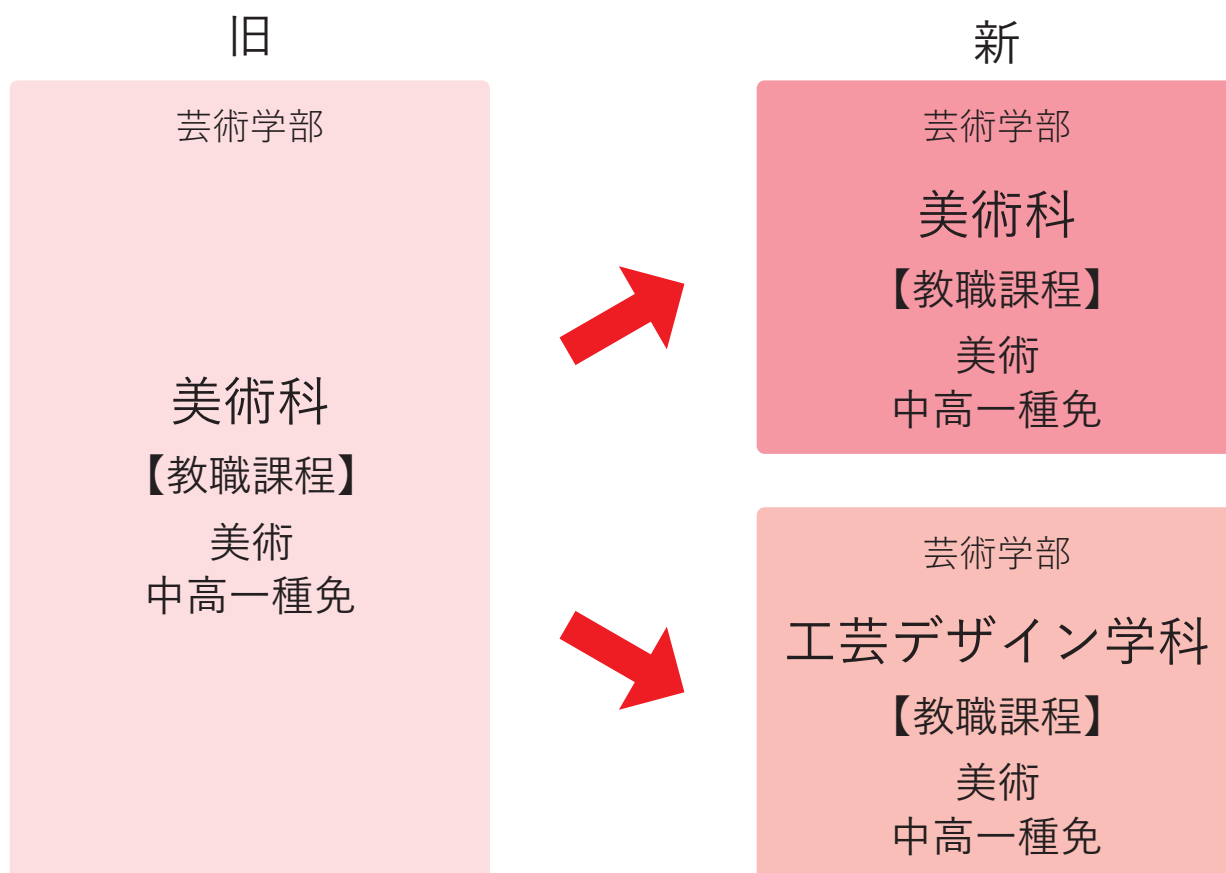 旧
芸術学部
美術科
【教職課程】
美術
中高一種免
新
芸術学部
美術科
【教職課程】
美術
中高一種免
芸術学部
工芸デザイン学科
【教職課程】
美術
中高一種免